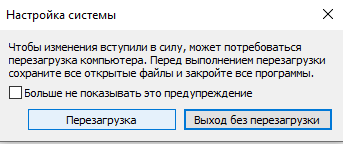 Настройка системы
Чтобы изменения вступили в силу, может потребоваться
перезагрузка компьютера. Перед выполнением перезагрузки
сохраните все открытые файлы и закройте все программы.
Больше не показывать это предупреждение
Перезагрузка
Выход без перезагрузки